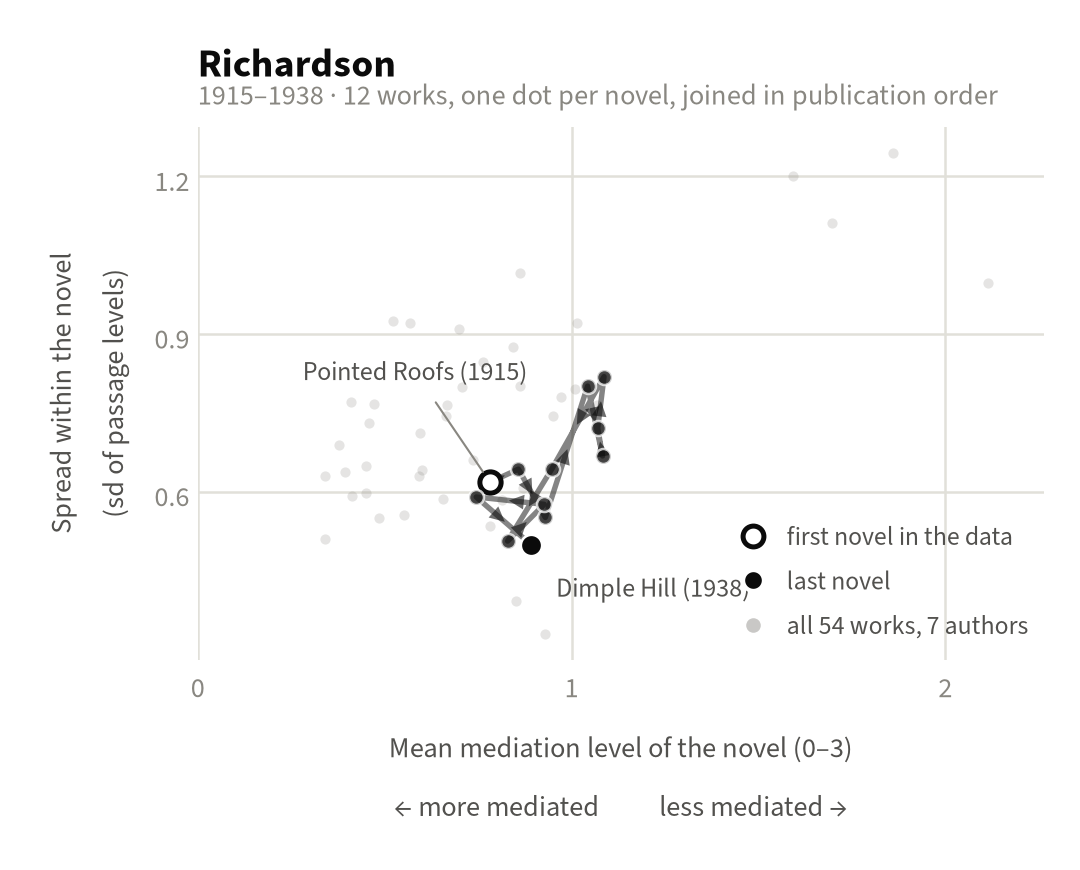 Richardson
1915–1938 · 12 works, one dot per novel, joined in publication order
1.2
0.9
0.6
Spread within the novel
(sd of passage levels)
Pointed Roofs (1915)
Dimple Hill (1938)
first novel in the data
last novel
all 54 works, 7 authors
0
1
2
Mean mediation level of the novel (0–3)
← more mediated
less mediated →